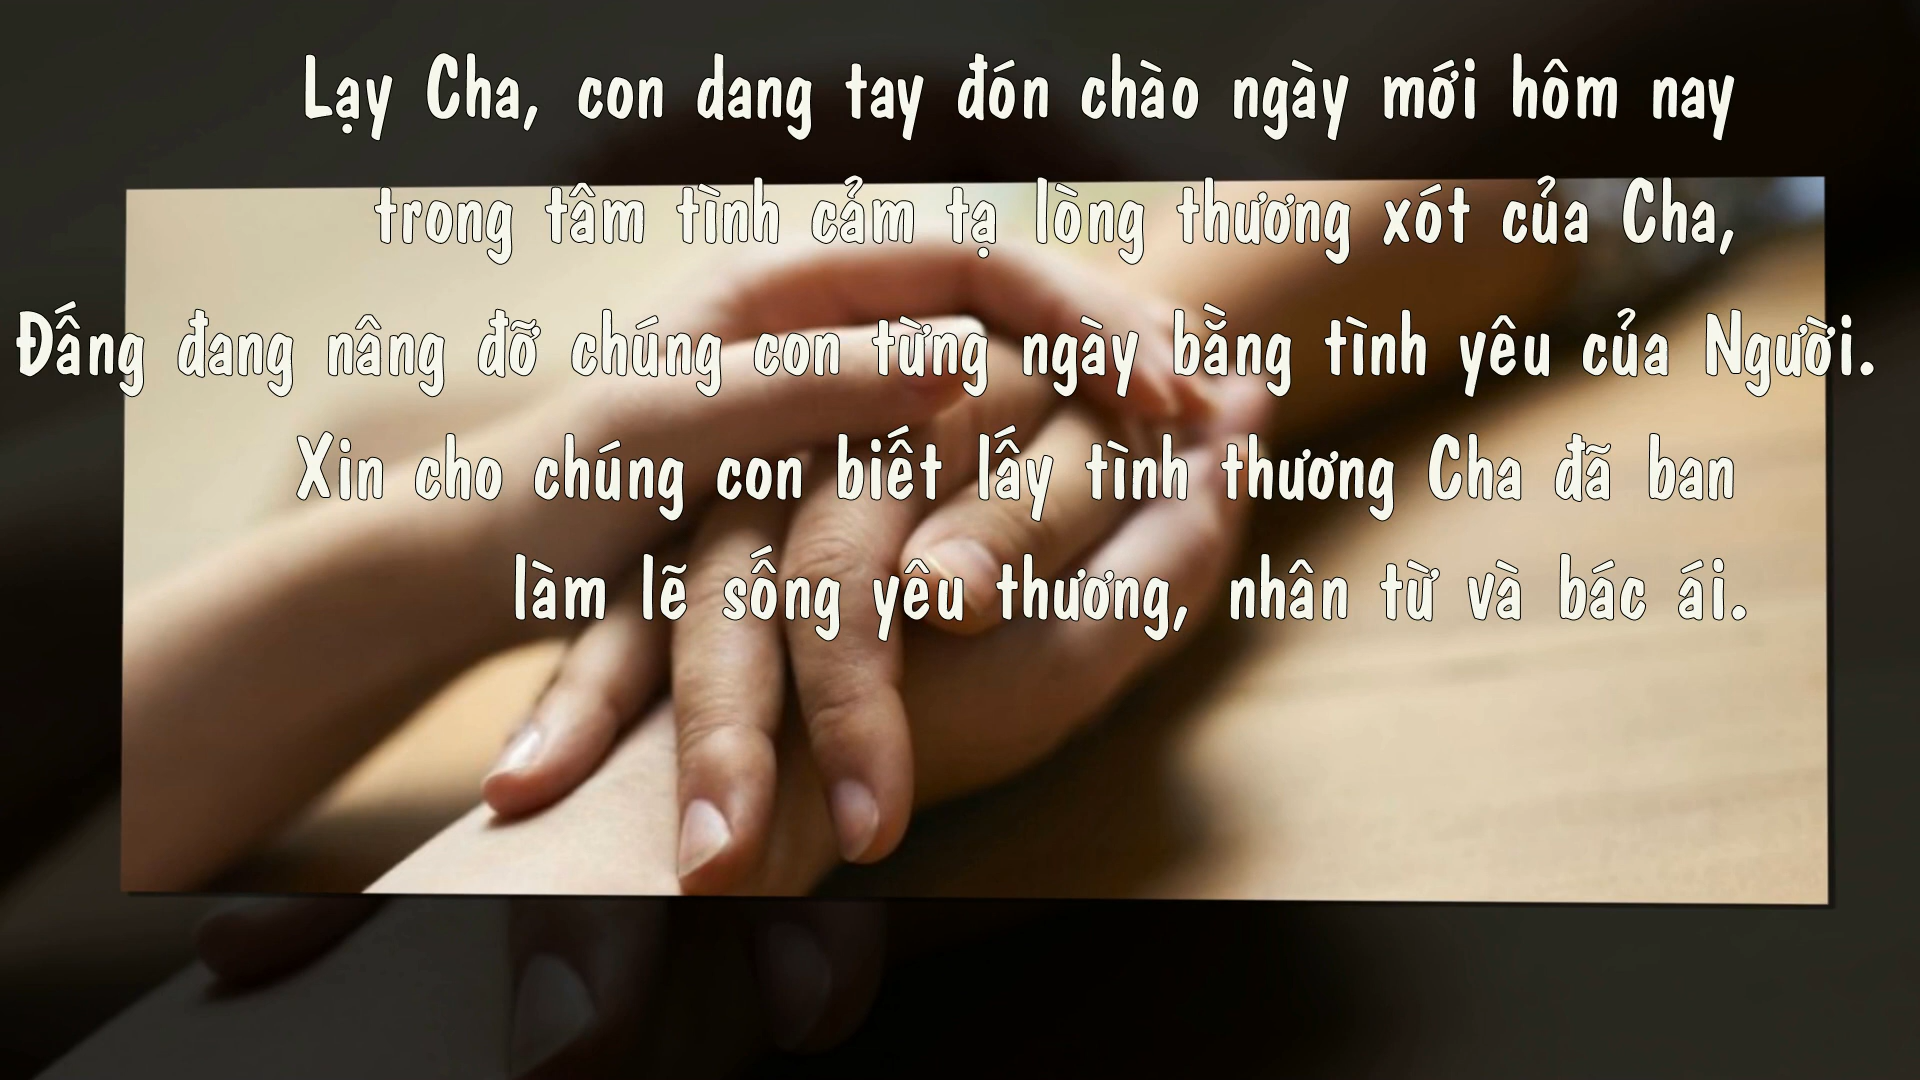 Lạy Cha, con dang tay đón chào ngày mới hôm nay
trong tâm tình cảm tạ lòng thương xót của Cha,
Đấng đang nâng đỡ chúng con từng ngày bằng tình yêu của Người.
Xin cho chúng con biết lấy tình thương Cha đã ban
làm lẽ sống yêu thương, nhân từ và bác ái.